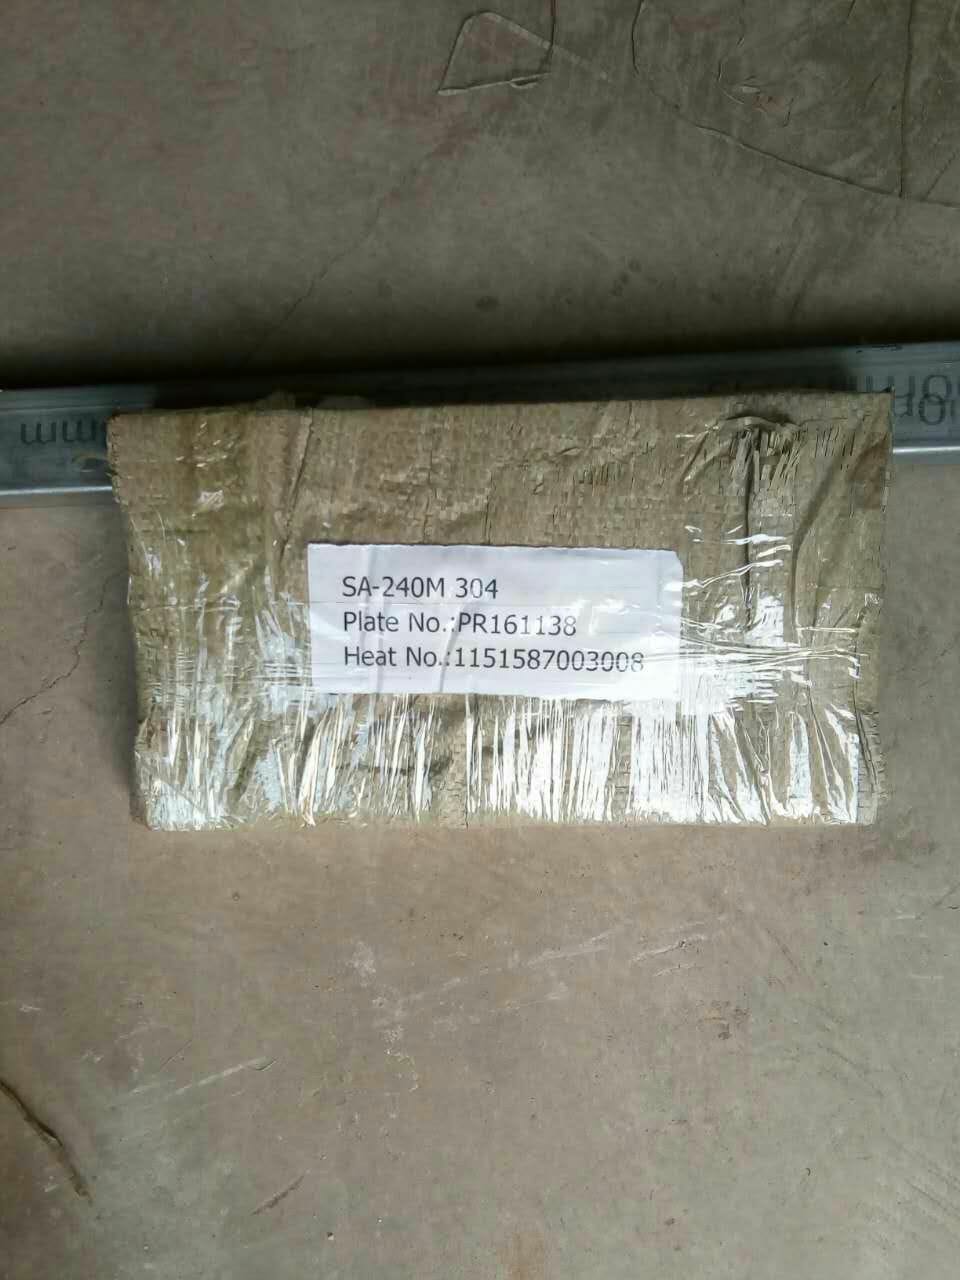 SA-240M 304
Plate No.:PR161138
Heat No.:1151587003008